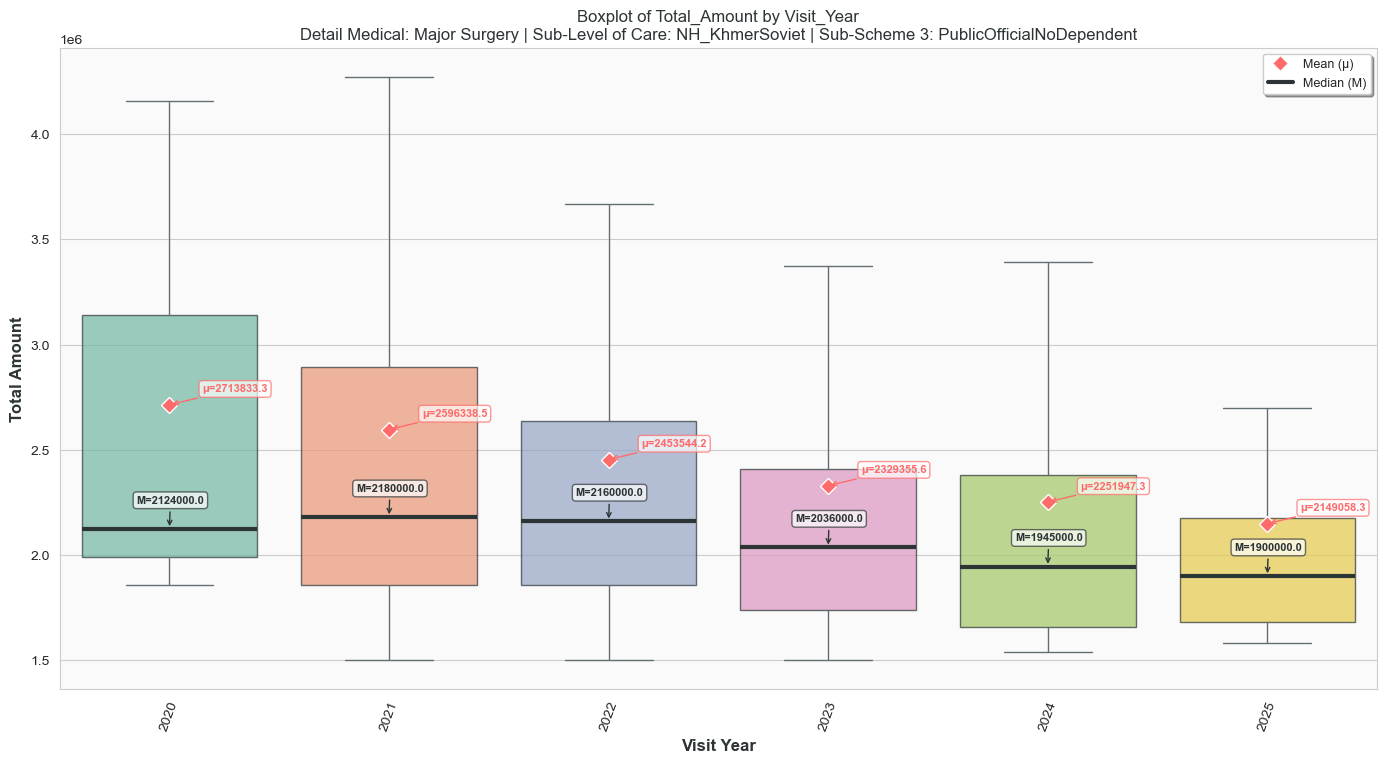 Boxplot of Total_Amount by Visit_Year
Detail Medical: Major Surgery | Sub-Level of Care: NH_KhmerSoviet | Sub-Scheme 3: PublicOfficialNoDependent
1e6
Mean (μ)
Median (M)
4.0
3.5
3.0
2.5
2.0
1.5
Total Amount
μ=2713833.3
M=2124000.0
μ=2596338.5
M=2180000.0
μ=2453544.2
M=2160000.0
μ=2329355.6
M=2036000.0
μ=2251947.3
M=1945000.0
μ=2149058.3
M=1900000.0
2020
2021
2022
2023
2024
2025
Visit Year